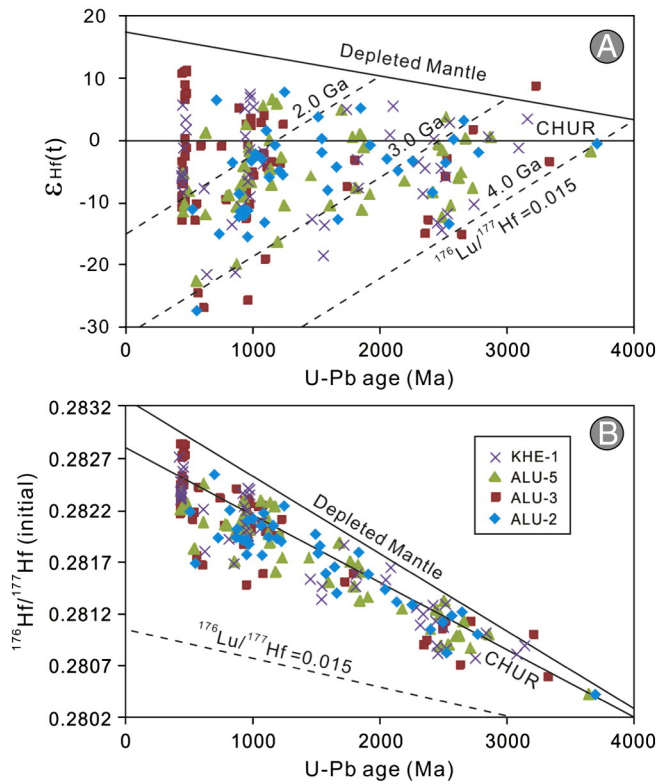 A
20
10
0
-10
-20
-30
εHf(t)
Depleted Mantle
2.0 Ga
3.0 Ga
CHUR
4.0 Ga
¹⁷⁶Lu/¹⁷⁷Hf=0.015
0 1000 2000 3000 4000
U-Pb age (Ma)
B
0.2832
0.2827
0.2822
0.2817
0.2812
0.2807
0.2802
¹⁷⁶Hf/¹⁷⁷Hf (initial)
KHE-1
ALU-5
ALU-3
ALU-2
Depleted Mantle
¹⁷⁶Lu/¹⁷⁷Hf=0.015
CHUR
0 1000 2000 3000 4000
U-Pb age (Ma)